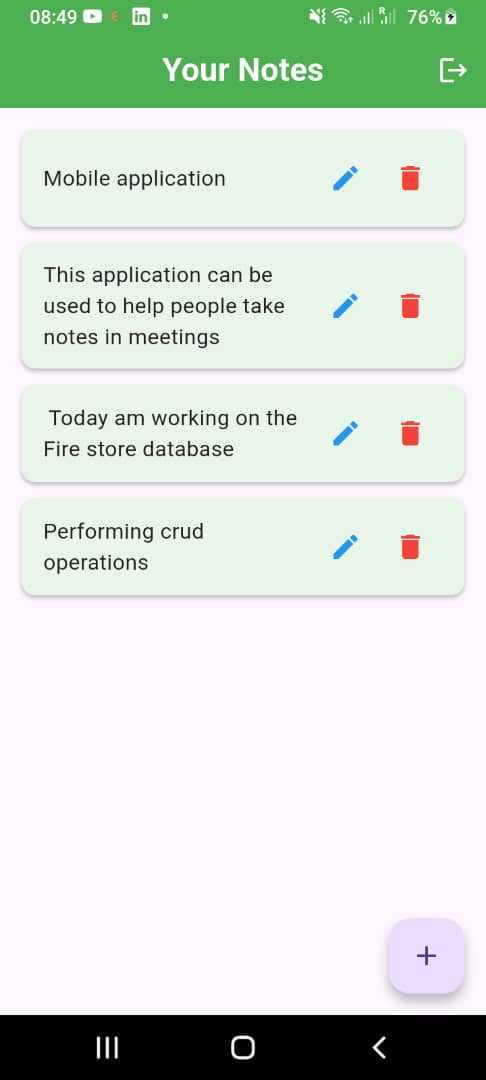 08:49
in
R
76%
Your Notes
Mobile application
This application can be
used to help people take
notes in meetings
Today am working on the
Fire store database
Performing crud
operations